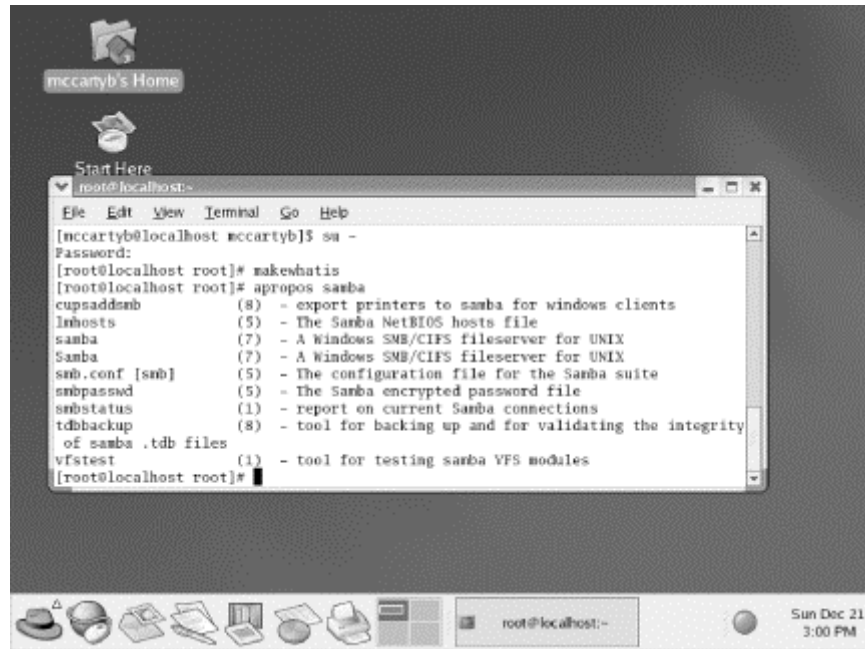 mccartyb's Home
Start Here
root@localhost:~
File Edit View Terminal Go Help
[mccartyb@localhost mccartyb]$ su -
Password:
[root@localhost root]# makewhatis
[root@localhost root]# apropos samba
cupsaddsmb (8) - export printers to samba for windows clients
lmhosts (5) - The Samba NetBIOS hosts file
samba (7) - A Windows SMB/CIFS fileserver for UNIX
Samba (7) - A Windows SMB/CIFS fileserver for UNIX
smb.conf [smb] (5) - The configuration file for the Samba suite
smbpasswd (5) - The Samba encrypted password file
smbstatus (1) - report on current Samba connections
tdbbackup (8) - tool for backing up and for validating the integrity
of samba .tdb files
vfstest (1) - tool for testing samba VFS modules
[root@localhost root]#
root@localhost:~
Sun Dec 21
3:00 PM